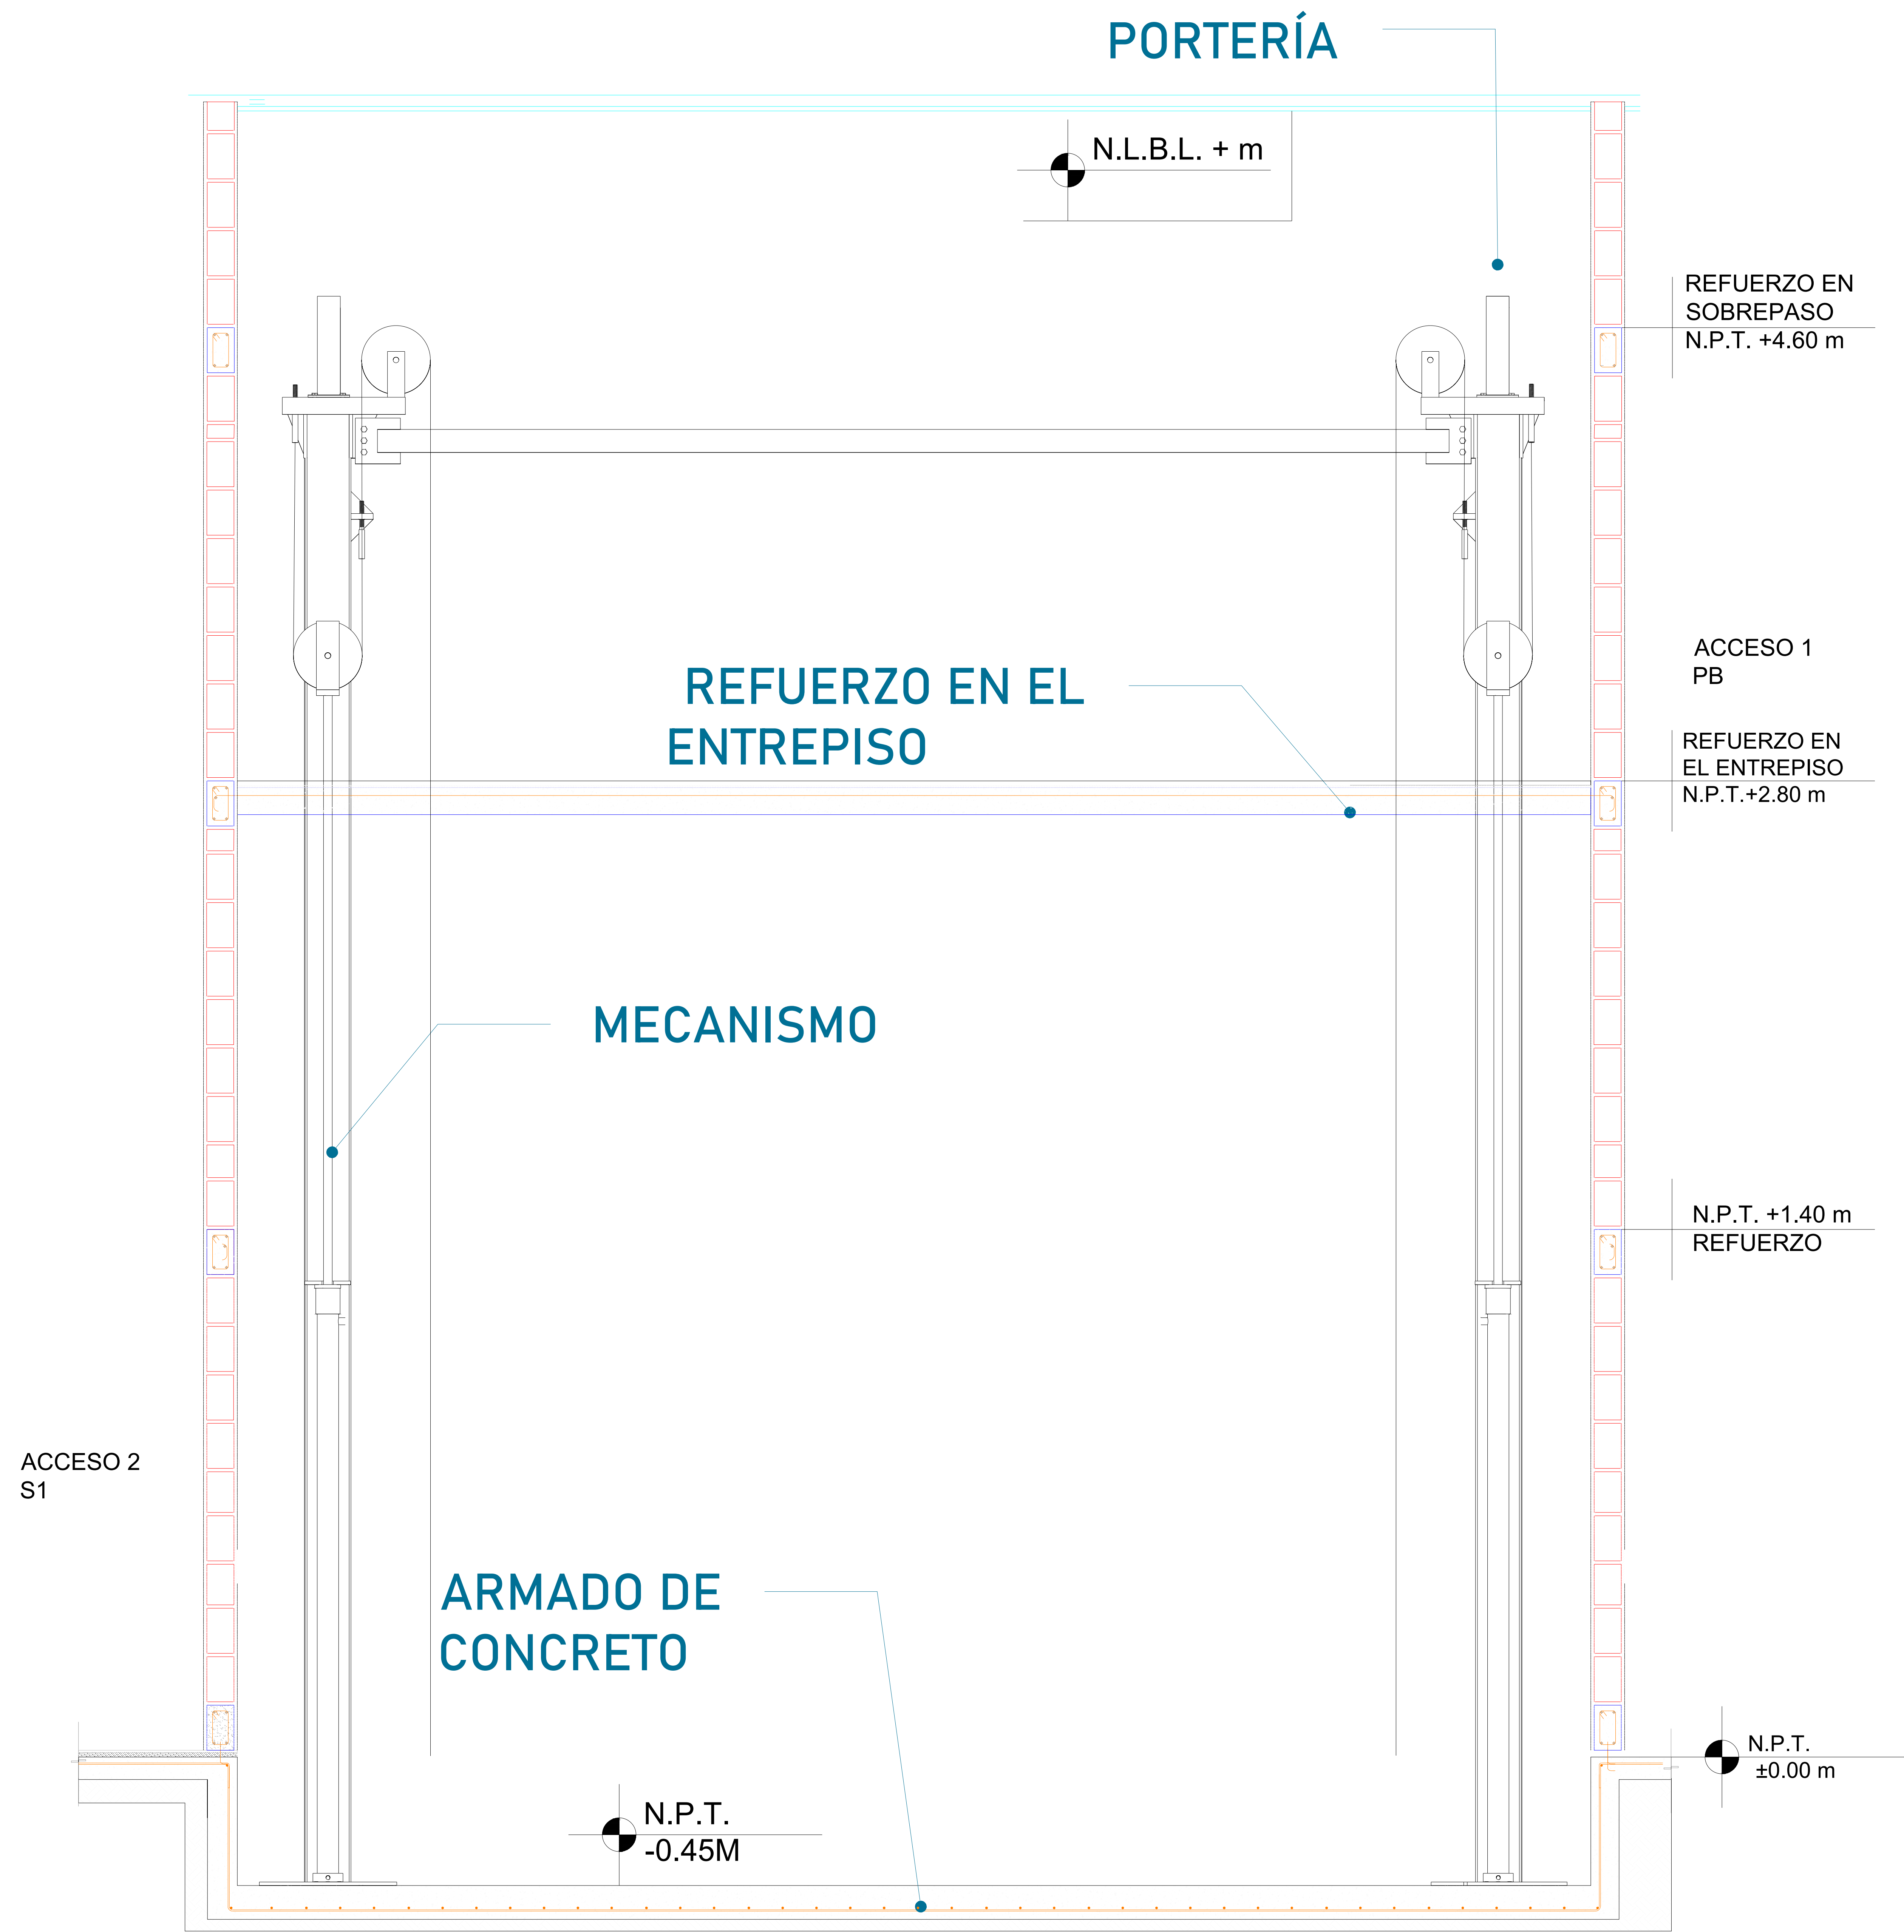 PORTERÍA
N.L.B.L. + m
REFUERZO EN
SOBREPASO
N.P.T. +4.60 m
ACCESO 1
PB
REFUERZO EN EL
ENTREPISO
REFUERZO EN
EL ENTREPISO
N.P.T.+2.80 m
MECANISMO
N.P.T. +1.40 m
REFUERZO
ACCESO 2
S1
ARMADO DE
CONCRETO
N.P.T.
±0.00 m
N.P.T.
-0.45M